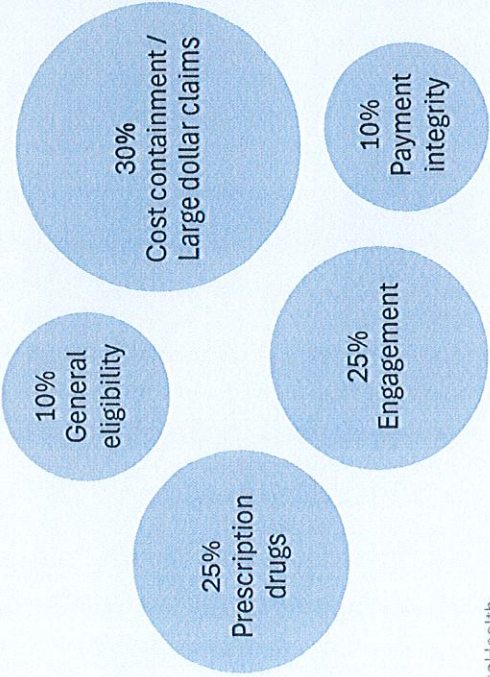 10%
General
eligibility
30%
Cost containment /
Large dollar claims
25%
Prescription
drugs
25%
Engagement
10%
Payment
integrity